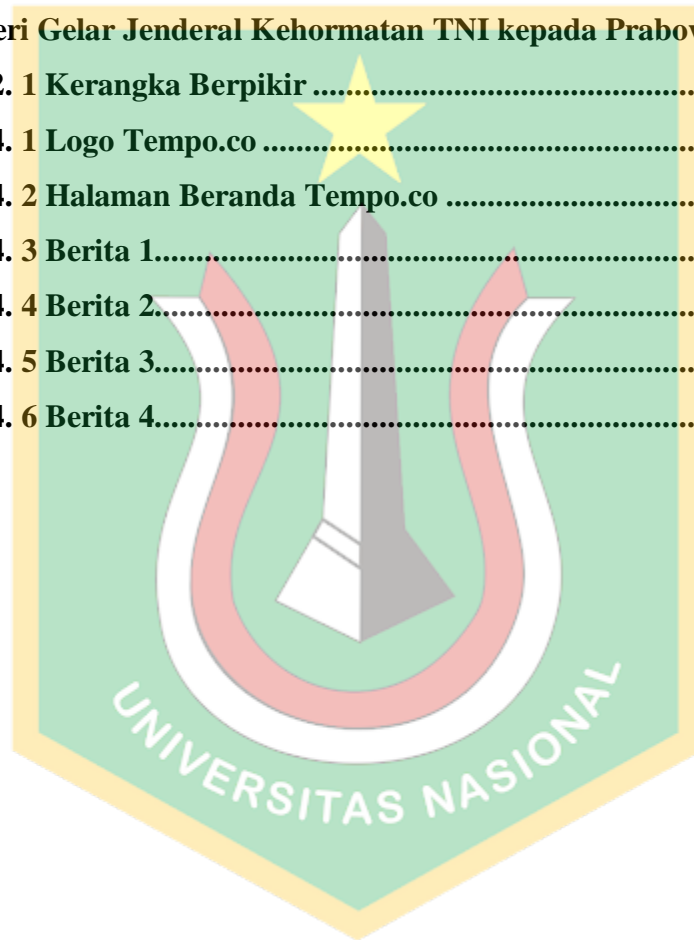 eri Gelar Jenderal Kehormatan TNI kepada Prabov
2. 1 Kerangka Berpikir ................................................
4. 1 Logo Tempo.co ................................................
4. 2 Halaman Beranda Tempo.co ................................
4. 3 Berita 1................................................................
4. 4 Berita 2................................................................
4. 5 Berita 3................................................................
4. 6 Berita 4................................................................
UNIVERSITAS NASIONAL